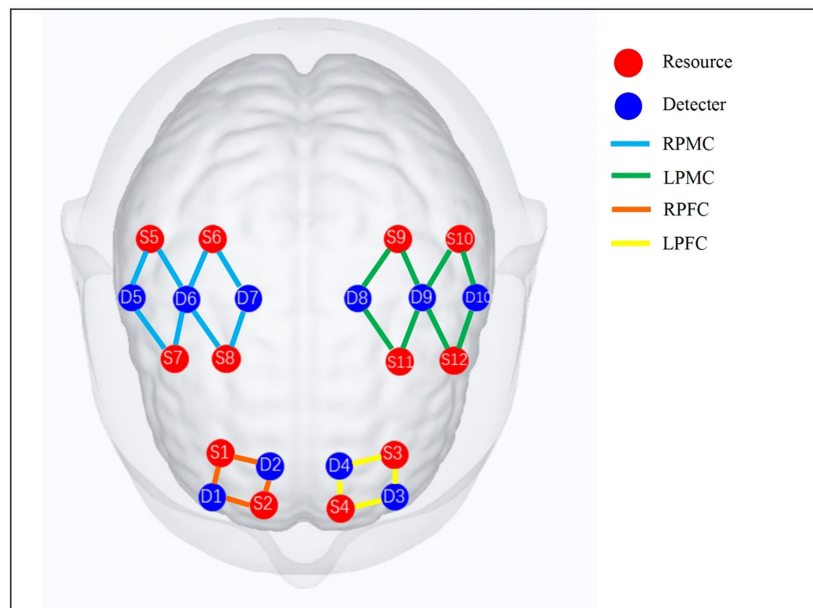 Resource
Detecter
RPMC
LPMC
RPFC
LPFC
S5 S6 S9 S10
D5 D6 D7 D8 D9 D10
S7 S8 S11 S12
S1 D2 D4 S3
D1 S2 S4 D3